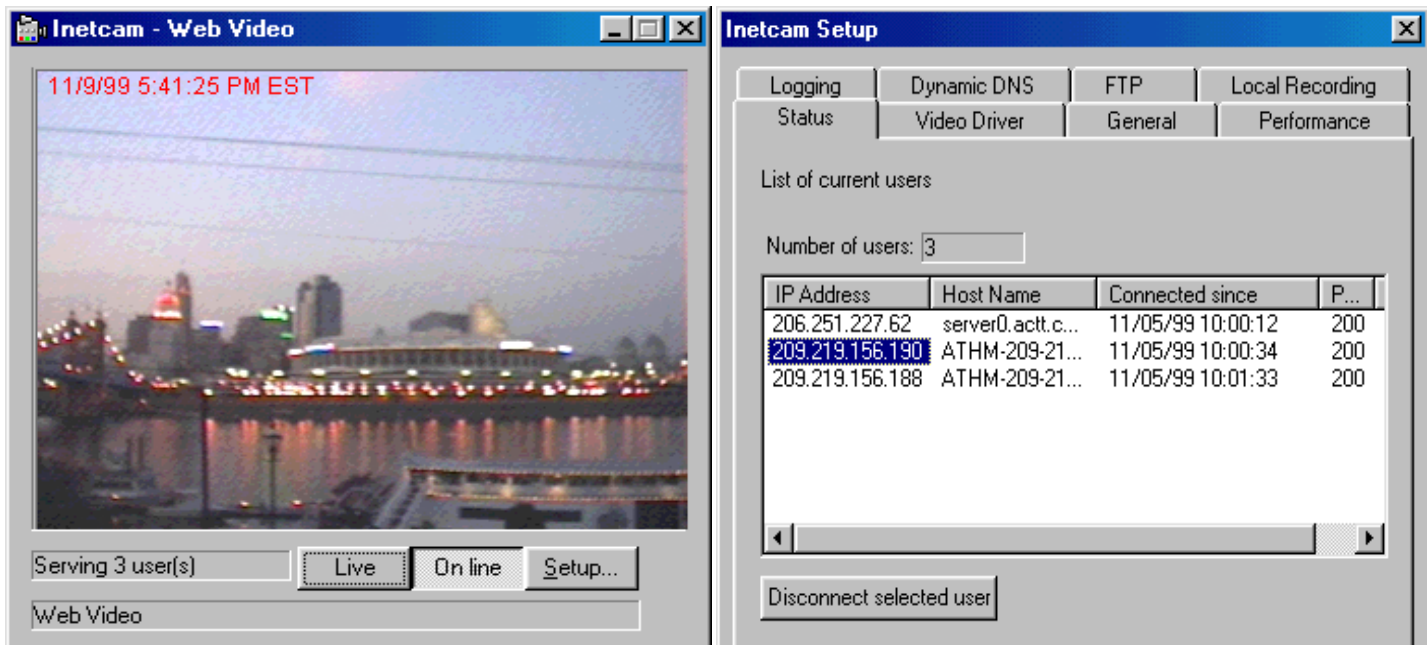 Inetcam - Web Video
11/9/99 5:41:25 PM EST
Serving 3 user(s)
Live
On line
Setup...
Web Video
Inetcam Setup
Logging
Dynamic DNS
FTP
Local Recording
Status
Video Driver
General
Performance
List of current users
Number of users: 3
IP Address Host Name Connected since P...
206.251.227.62 server0.actt.c... 11/05/99 10:00:12 200
209.219.156.190 ATHM-209-21... 11/05/99 10:00:34 200
209.219.156.188 ATHM-209-21... 11/05/99 10:01:33 200
Disconnect selected user